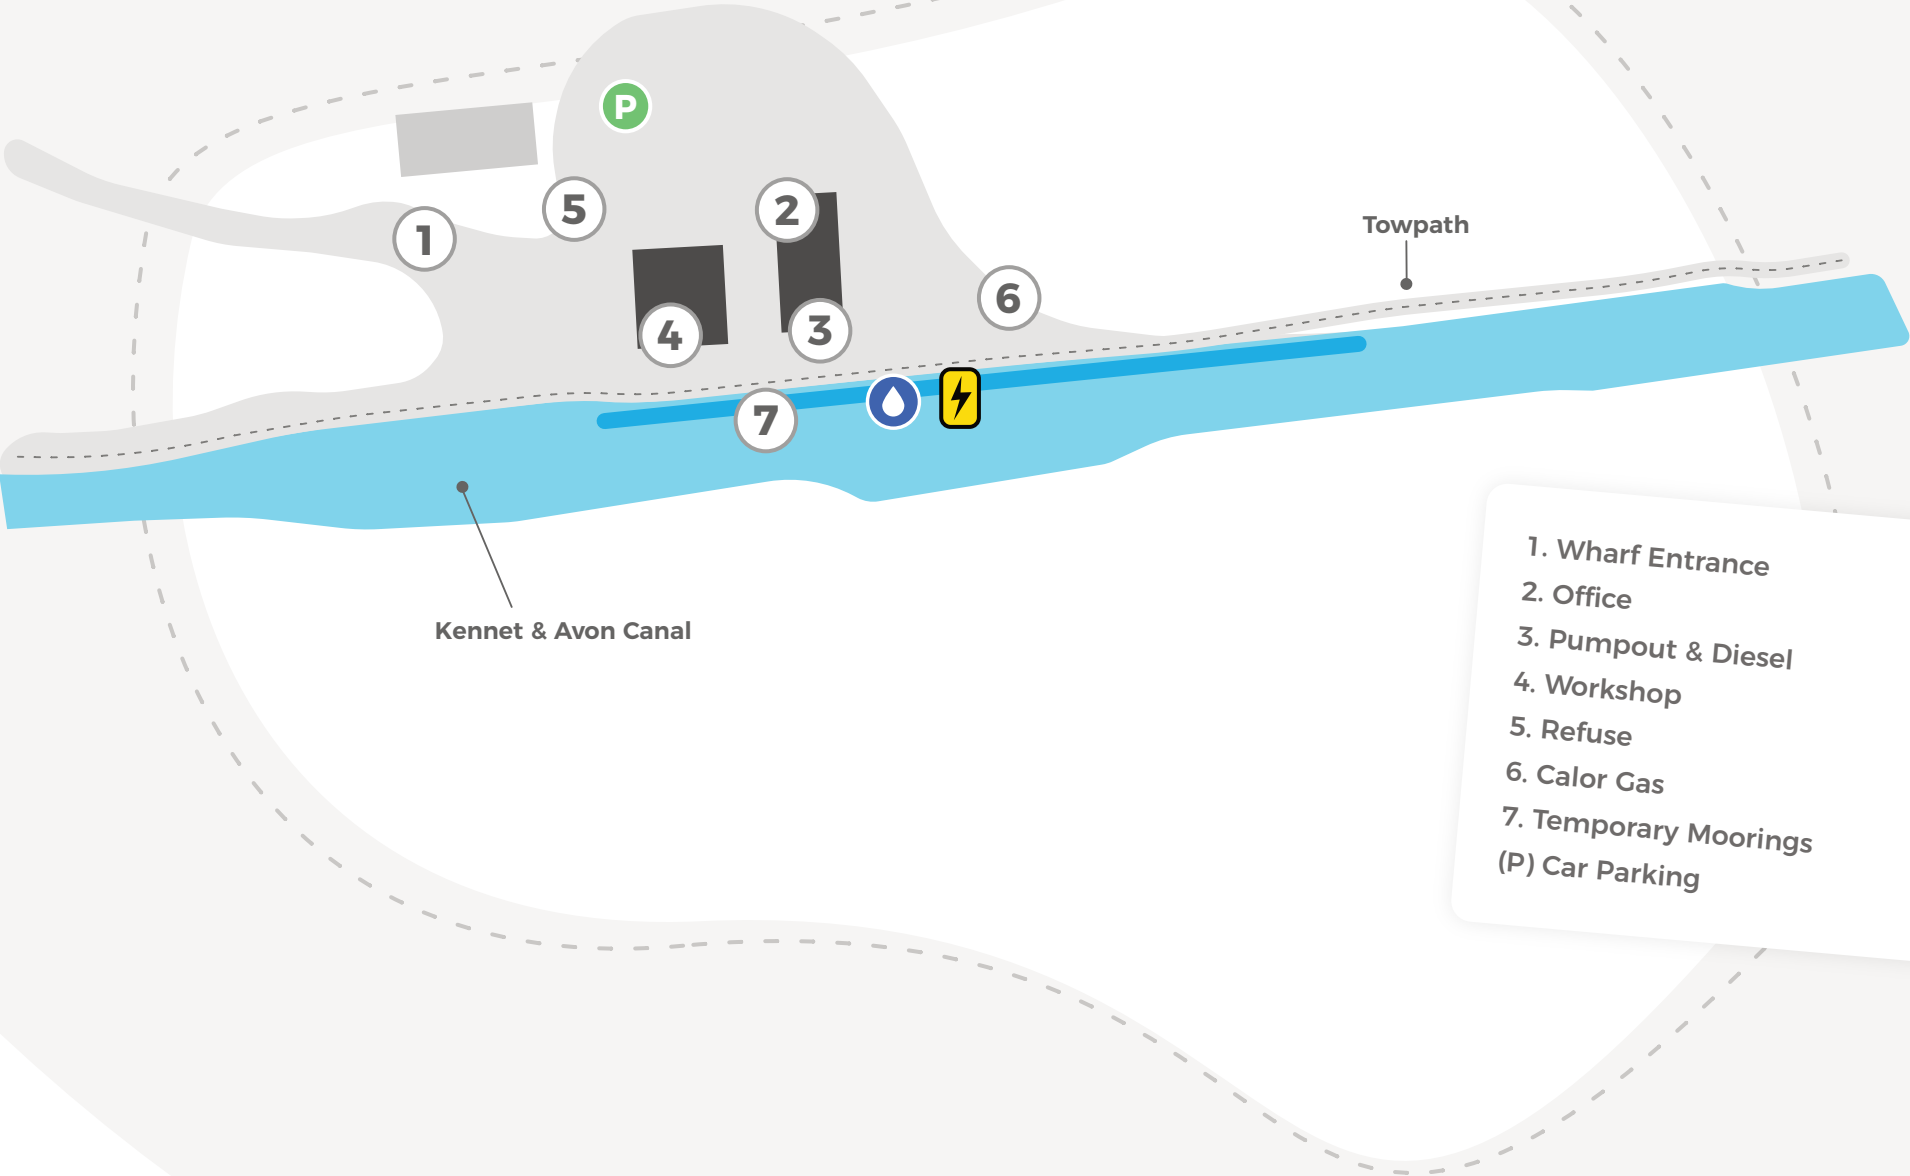 P
5
2
1
Towpath
6
4
3
7
Kennet & Avon Canal
1. Wharf Entrance
2. Office
3. Pumpout & Diesel
4. Workshop
5. Refuse
6. Calor Gas
7. Temporary Moorings
(P) Car Parking